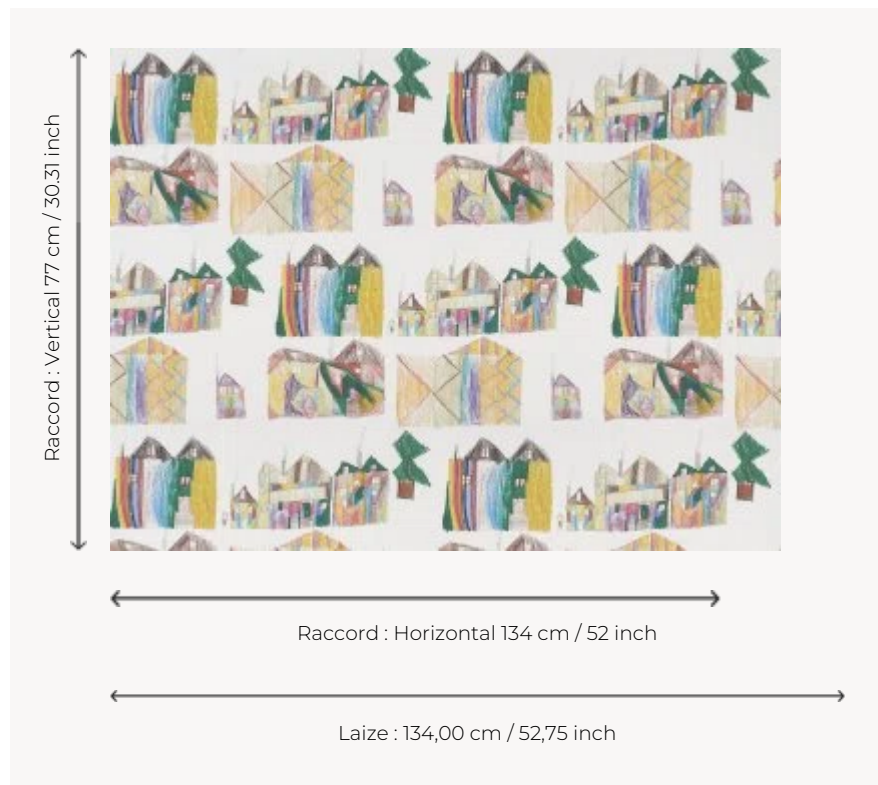 Raccord : Vertical 77 cm / 30.31 inch
Raccord : Horizontal 134 cm / 52 inch
Laize : 134,00 cm / 52,75 inch